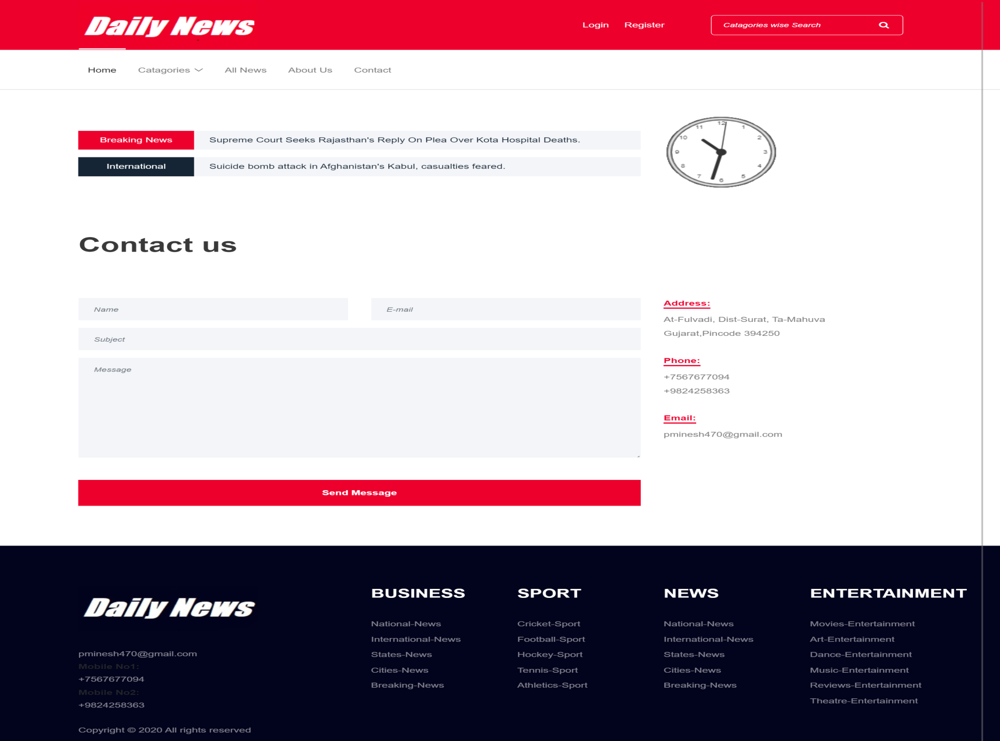 Daily News
Login Register Catagories wise Search
Home Catagories All News About Us Contact
Breaking News Supreme Court Seeks Rajasthan's Reply On Plea Over Kota Hospital Deaths.
International Suicide bomb attack in Afghanistan's Kabul, casualties feared.
12
11 1
10 2
9 3
8 4
7 5
6
Contact us
Name E-mail
Subject
Message
Send Message
Address:
At-Fulvadi, Dist-Surat, Ta-Mahuva
Gujarat,Pincode 394250
Phone:
+7567677094
+9824258363
Email:
pminesh470@gmail.com
Daily News
pminesh470@gmail.com
Mobile No1:
+7567677094
Mobile No2:
+9824258363
Copyright © 2020 All rights reserved
BUSINESS
National-News
International-News
States-News
Cities-News
Breaking-News
SPORT
Cricket-Sport
Football-Sport
Hockey-Sport
Tennis-Sport
Athletics-Sport
NEWS
National-News
International-News
States-News
Cities-News
Breaking-News
ENTERTAINMENT
Movies-Entertainment
Art-Entertainment
Dance-Entertainment
Music-Entertainment
Reviews-Entertainment
Theatre-Entertainment